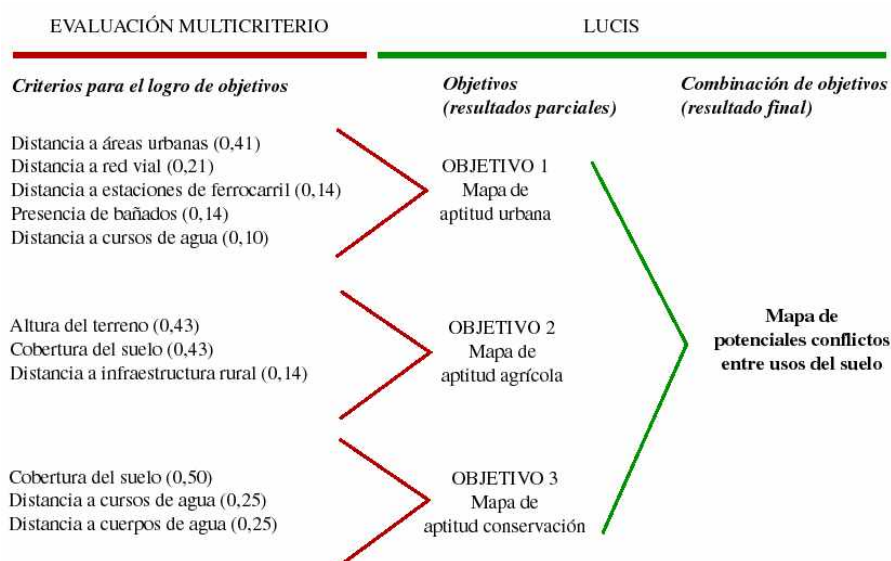 EVALUACIÓN MULTICRITERIO
LUCIS
Criterios para el logro de objetivos
Objetivos
(resultados parciales)
Combinación de objetivos
(resultado final)
Distancia a áreas urbanas (0,41)
Distancia a red vial (0,21)
Distancia a estaciones de ferrocarril (0,14)
Presencia de bañados (0,14)
Distancia a cursos de agua (0,10)
OBJETIVO 1
Mapa de
aptitud urbana
Altura del terreno (0,43)
Cobertura del suelo (0,43)
Distancia a infraestructura rural (0,14)
OBJETIVO 2
Mapa de
aptitud agrícola
Cobertura del suelo (0,50)
Distancia a cursos de agua (0,25)
Distancia a cuerpos de agua (0,25)
OBJETIVO 3
Mapa de
aptitud conservación
Mapa de
potenciales conflictos
entre usos del suelo